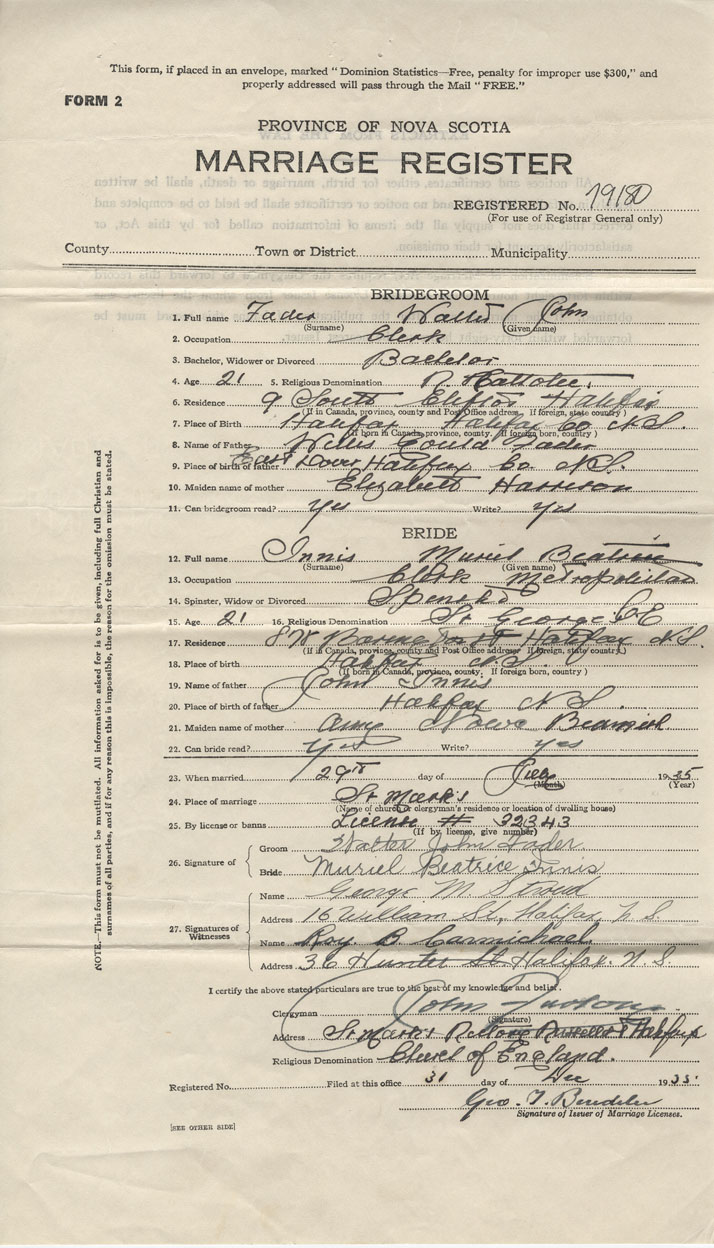 This form, if placed in an envelope, marked "Dominion Statistics—Free, penalty for improper use $300," and
properly addressed will pass through the Mail "FREE."
FORM 2
PROVINCE OF NOVA SCOTIA
MARRIAGE REGISTER
REGISTERED No. 19180
(For use of Registrar General only)
County Town or District Municipality
BRIDEGROOM
1. Full name Fader John
(Surname) (Given name)
2. Occupation Clerk
3. Bachelor, Widower or Divorced Bachelor
4. Age 21 5. Religious Denomination R.
6. Residence 9 South Halifax
(If in Canada, province, county and Post Office address. If foreign, state country)
7. Place of Birth Halifax Halifax Co N.S.
(If born in Canada, province, county. If foreign born, country)
8. Name of Father Fader
9. Place of birth of father East Dover Halifax Co. N.S.
10. Maiden name of mother Elizabeth Harrison
11. Can bridegroom read? Yes Write? Yes
BRIDE
12. Full name Innis Muriel Beatrice
(Surname) (Given name)
13. Occupation Clerk Metropolitan
14. Spinster, Widow or Divorced
15. Age 21 16. Religious Denomination St George
17. Residence Halifax N.S.
(If in Canada, province, county and Post Office address. If foreign, state country)
18. Place of birth Halifax N.S.
(If born in Canada, province, county. If foreign born, country)
19. Name of father John Innis
20. Place of birth of father Halifax N.S.
21. Maiden name of mother Amy
22. Can bride read? Yes Write? Yes
23. When married 29th day of 1935
(Month) (Year)
24. Place of marriage St Mark's
(Name of church or clergyman's residence or location of dwelling house)
25. By license or banns License # 32343
(If by license, give number)
26. Signature of Groom Walter John Fader
Bride Muriel Beatrice Innis
27. Signatures of Witnesses
Name George M. Stroud
Address 16 William St, Halifax, N.S.
Name Roy B Carmichael
Address 36 Hunter St. Halifax. N.S.
I certify the above stated particulars are true to the best of my knowledge and belief.
Clergyman John
(Signature)
Address St Mark's Halifax
Religious Denomination Church of England.
Registered No. Filed at this office 31 day of Dec 1935
Geo. T.
Signature of Issuer of Marriage Licenses.
[SEE OTHER SIDE]
NOTE.—This form must not be mutilated. All information asked for is to be given, including full Christian and
surnames of all parties, and if for any reason this is impossible, the reason for the omission must be stated.